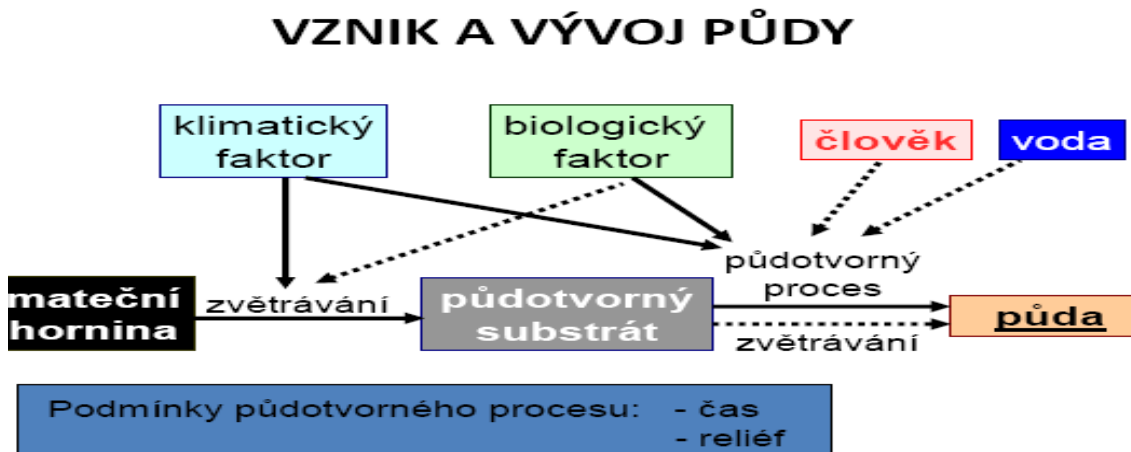 VZNIK A VÝVOJ PŮDY
klimatický
faktor
biologický
faktor
člověk
voda
půdotvorný
proces
mateční
hornina
zvětrávání
půdotvorný
substrát
zvětrávání
půda
Podmínky půdotvorného procesu: - čas
- reliéf